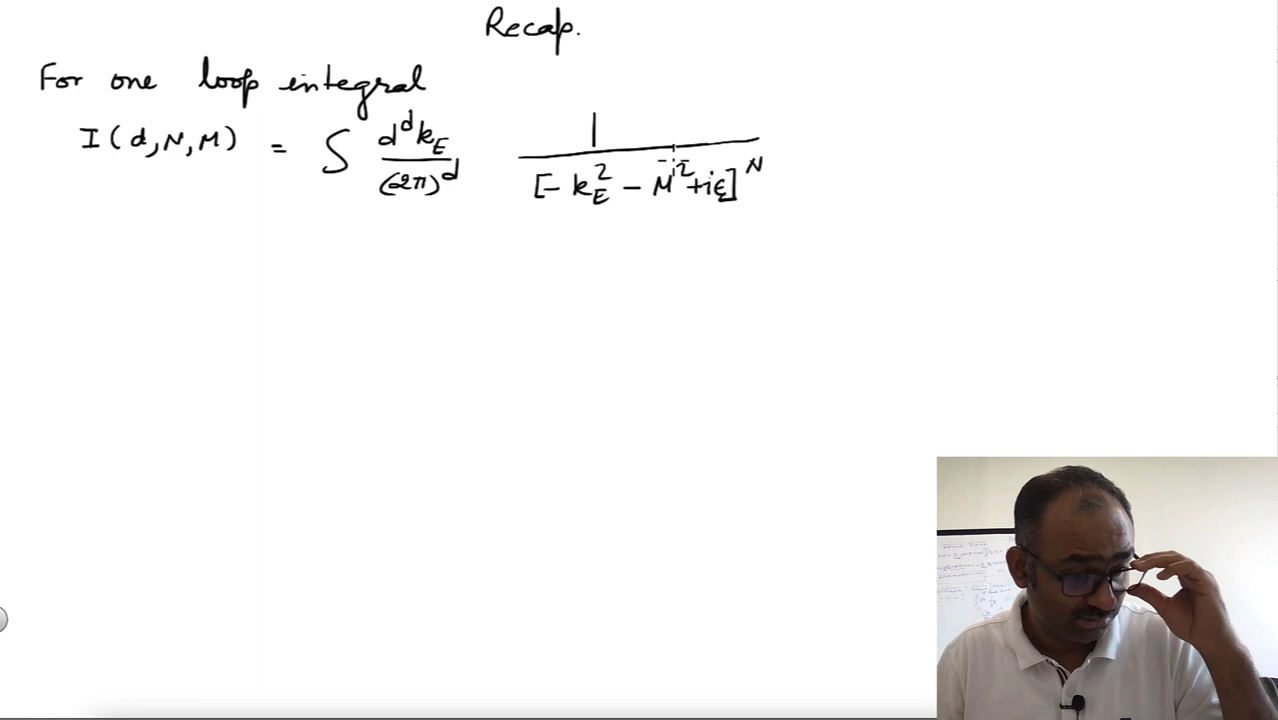 Recap.
For one loop integral
I(d,N,M) = ∫ d^d k_E / (2π)^d 1 / [- k_E^2 - M^2 + iε]^N